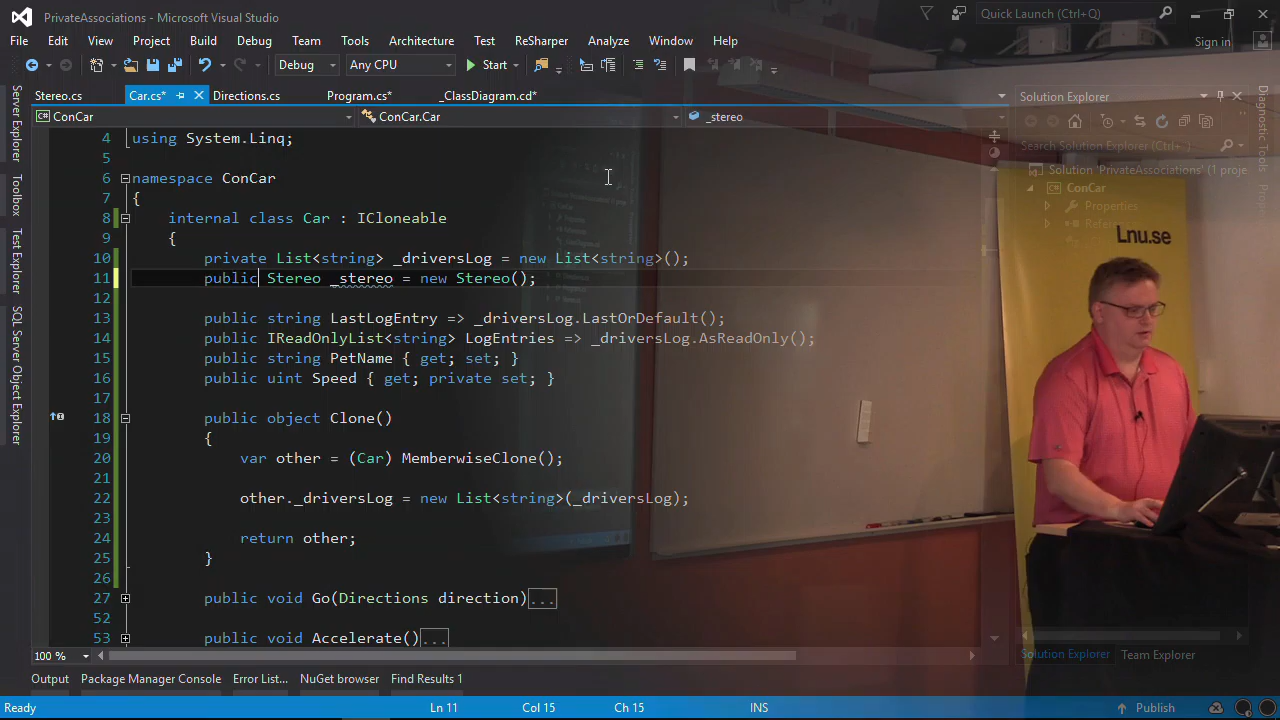 PrivateAssociations - Microsoft Visual Studio
Quick Launch (Ctrl+Q)
File Edit View Project Build Debug Team Tools Architecture Test ReSharper Analyze Window Help
Sign in
Debug Any CPU Start
Stereo.cs Car.cs* Directions.cs Program.cs* _ClassDiagram.cd*
Solution Explorer
ConCar ConCar.Car _stereo
Search Solution Explorer (Ctrl+
Solution 'PrivateAssociations' (1 proje
ConCar
Properties
Refer
Server Explorer
Toolbox
Test Explorer
SQL Server Object Explorer
Diagnostic Tools
4 using System.Linq;
5
6 namespace ConCar
7 {
8 internal class Car : ICloneable
9 {
10 private List<string> _driversLog = new List<string>();
11 public Stereo _stereo = new Stereo();
12
13 public string LastLogEntry => _driversLog.LastOrDefault();
14 public IReadOnlyList<string> LogEntries => _driversLog.AsReadOnly();
15 public string PetName { get; set; }
16 public uint Speed { get; private set; }
17
18 public object Clone()
19 {
20 var other = (Car) MemberwiseClone();
21
22 other._driversLog = new List<string>(_driversLog);
23
24 return other;
25 }
26
27 public void Go(Directions direction)...
52
53 public void Accelerate()...
Lnu.se
100 %
Solution Explorer Team Explorer
Output Package Manager Console Error List... NuGet browser Find Results 1
Ready Ln 11 Col 15 Ch 15 INS Publish